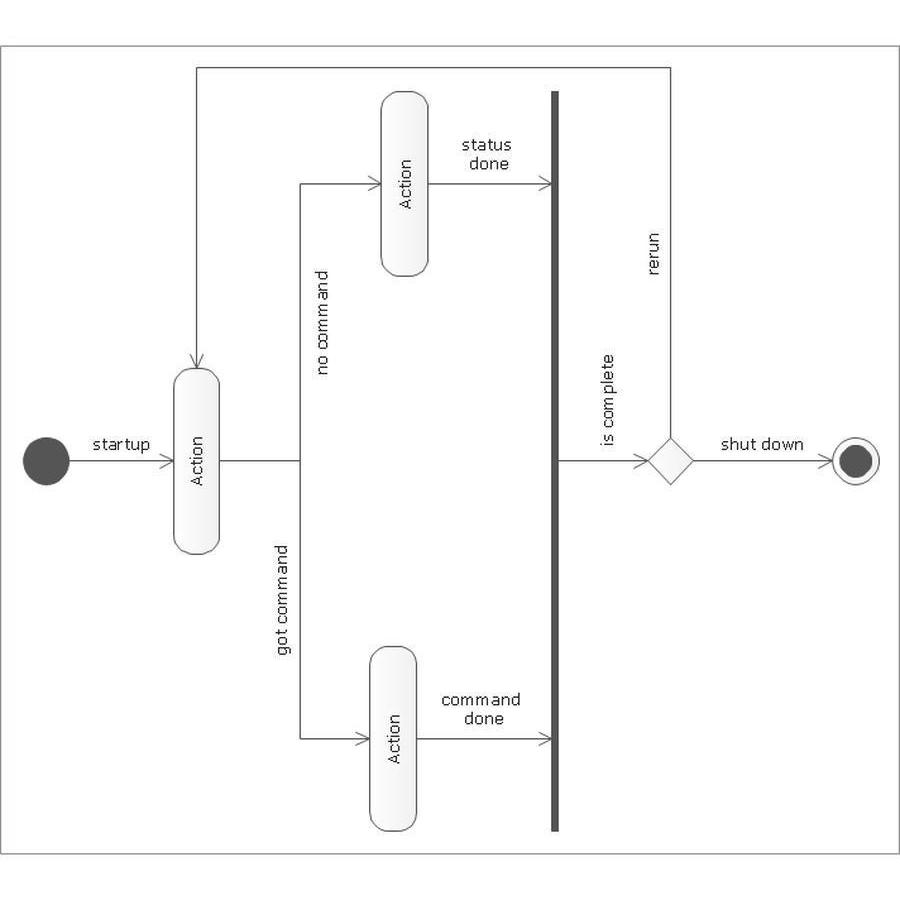 startup
Action
no command
got command
Action
status
done
Action
command
done
is complete
rerun
shut down